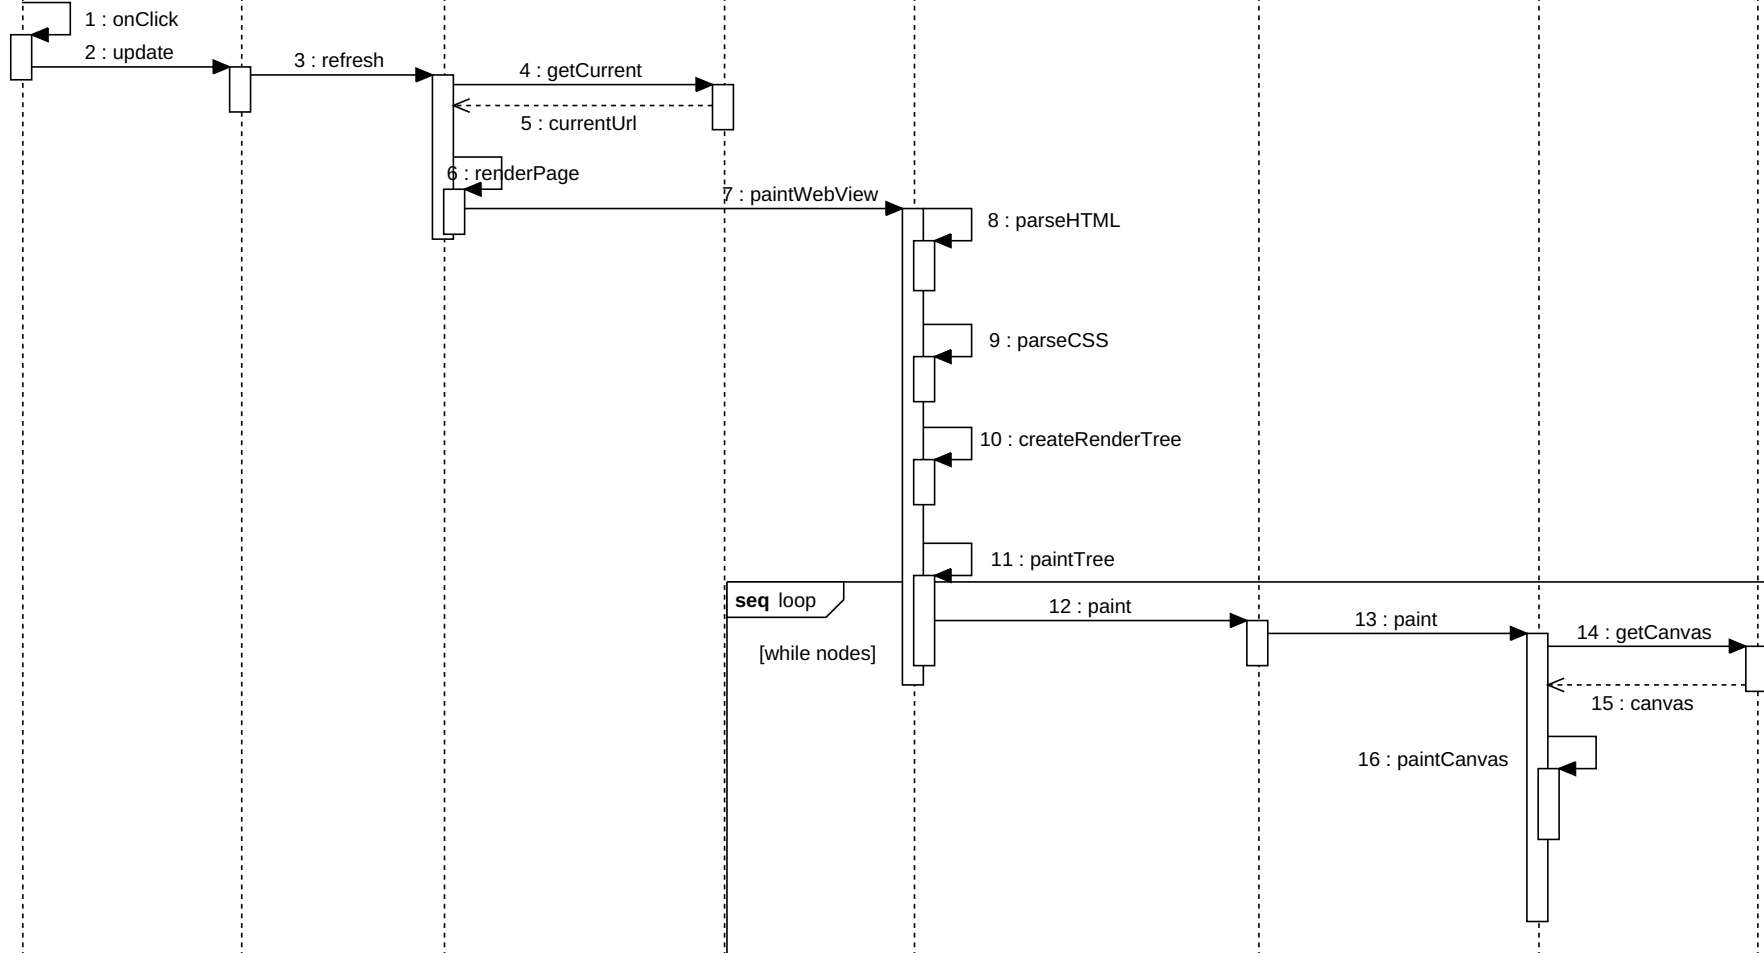 1 : onClick
2 : update
3 : refresh
4 : getCurrent
5 : currentUrl
6 : renderPage
7 : paintWebView
8 : parseHTML
9 : parseCSS
10 : createRenderTree
11 : paintTree
seq loop
12 : paint
13 : paint
14 : getCanvas
[while nodes]
15 : canvas
16 : paintCanvas